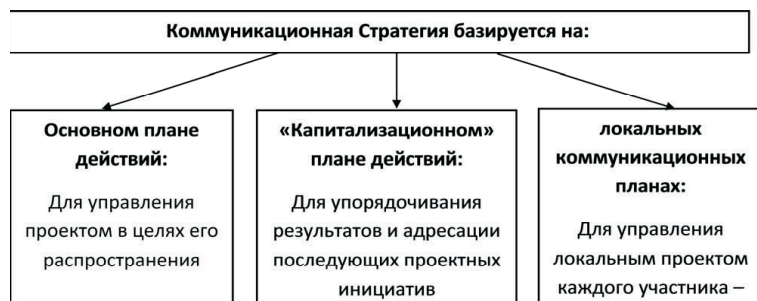 Коммуникационная Стратегия базируется на:
Основном плане
действий:
Для управления
проектом в целях его
распространения
«Капитализационном»
плане действий:
Для упорядочивания
результатов и адресации
последующих проектных
инициатив
локальных
коммуникационных
планах:
Для управления
локальным проектом
каждого участника –